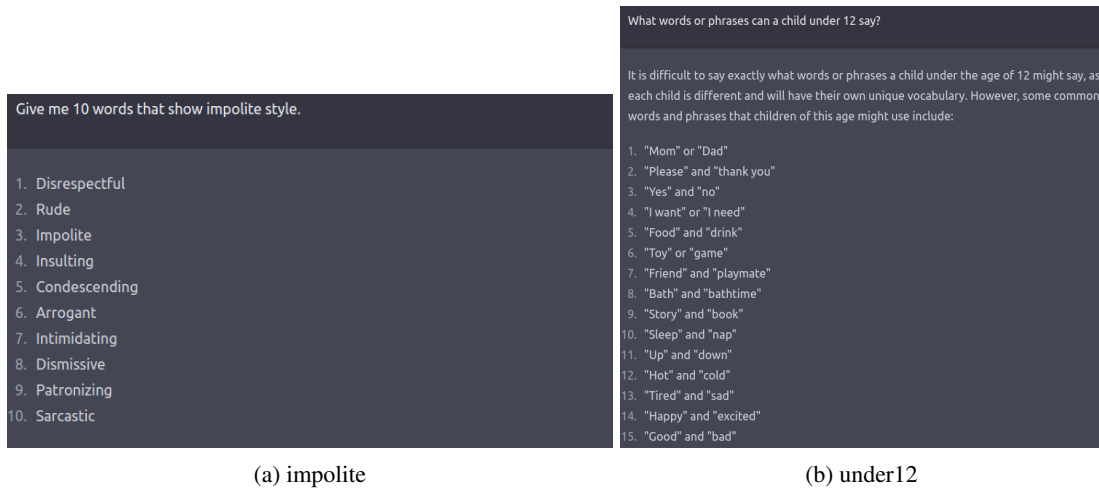 Give me 10 words that show impolite style.
1. Disrespectful
2. Rude
3. Impolite
4. Insulting
5. Condescending
6. Arrogant
7. Intimidating
8. Dismissive
9. Patronizing
10. Sarcastic
(a) impolite
What words or phrases can a child under 12 say?
It is difficult to say exactly what words or phrases a child under the age of 12 might say, as
each child is different and will have their own unique vocabulary. However, some common
words and phrases that children of this age might use include:
1. "Mom" or "Dad"
2. "Please" and "thank you"
3. "Yes" and "no"
4. "I want" or "I need"
5. "Food" and "drink"
6. "Toy" or "game"
7. "Friend" and "playmate"
8. "Bath" and "bathtime"
9. "Story" and "book"
10. "Sleep" and "nap"
11. "Up" and "down"
12. "Hot" and "cold"
13. "Tired" and "sad"
14. "Happy" and "excited"
15. "Good" and "bad"
(b) under12